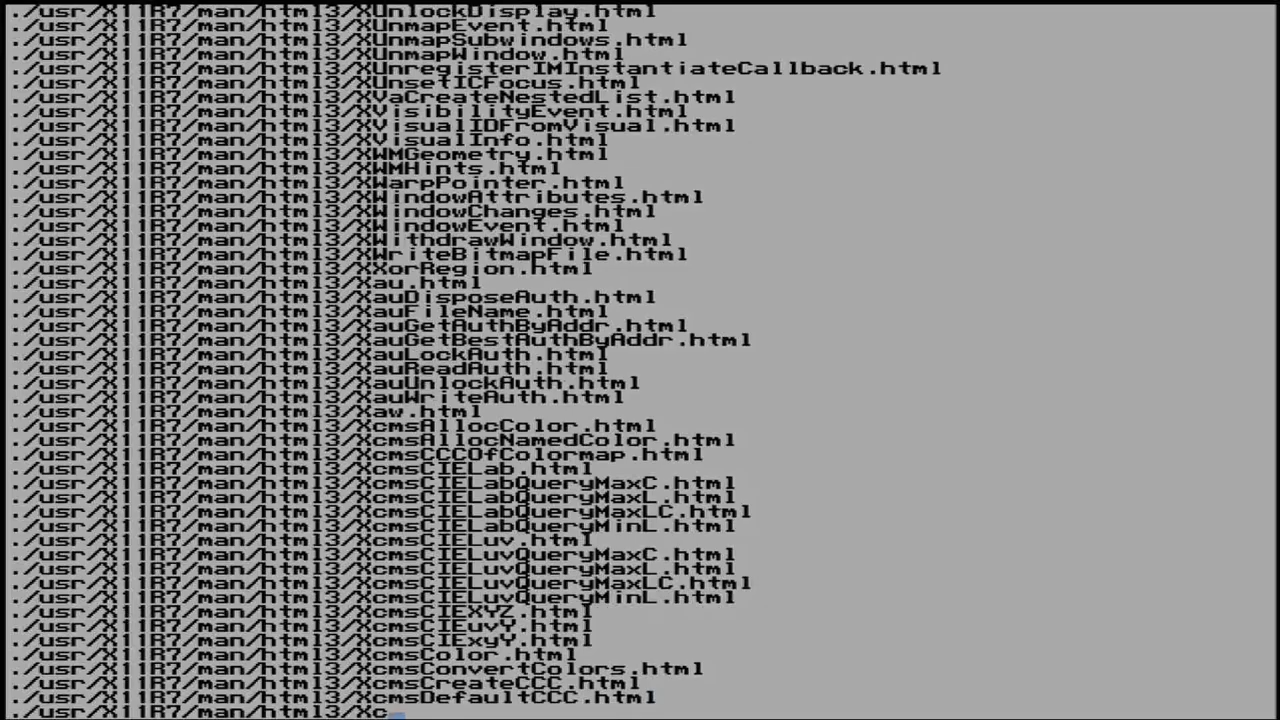 ./usr/X11R7/man/html3/XUnlockDisplay.html
./usr/X11R7/man/html3/XUnmapEvent.html
./usr/X11R7/man/html3/XUnmapSubwindows.html
./usr/X11R7/man/html3/XUnmapWindow.html
./usr/X11R7/man/html3/XUnregisterIMInstantiateCallback.html
./usr/X11R7/man/html3/XUnsetICFocus.html
./usr/X11R7/man/html3/XVaCreateNestedList.html
./usr/X11R7/man/html3/XVisibilityEvent.html
./usr/X11R7/man/html3/XVisualIDFromVisual.html
./usr/X11R7/man/html3/XVisualInfo.html
./usr/X11R7/man/html3/XWMGeometry.html
./usr/X11R7/man/html3/XWMHints.html
./usr/X11R7/man/html3/XWarpPointer.html
./usr/X11R7/man/html3/XWindowAttributes.html
./usr/X11R7/man/html3/XWindowChanges.html
./usr/X11R7/man/html3/XWindowEvent.html
./usr/X11R7/man/html3/XWithdrawWindow.html
./usr/X11R7/man/html3/XWriteBitmapFile.html
./usr/X11R7/man/html3/XXorRegion.html
./usr/X11R7/man/html3/Xau.html
./usr/X11R7/man/html3/XauDisposeAuth.html
./usr/X11R7/man/html3/XauFileName.html
./usr/X11R7/man/html3/XauGetAuthByAddr.html
./usr/X11R7/man/html3/XauGetBestAuthByAddr.html
./usr/X11R7/man/html3/XauLockAuth.html
./usr/X11R7/man/html3/XauReadAuth.html
./usr/X11R7/man/html3/XauUnlockAuth.html
./usr/X11R7/man/html3/XauWriteAuth.html
./usr/X11R7/man/html3/Xaw.html
./usr/X11R7/man/html3/XcmsAllocColor.html
./usr/X11R7/man/html3/XcmsAllocNamedColor.html
./usr/X11R7/man/html3/XcmsCCCOfColormap.html
./usr/X11R7/man/html3/XcmsCIELab.html
./usr/X11R7/man/html3/XcmsCIELabQueryMaxC.html
./usr/X11R7/man/html3/XcmsCIELabQueryMaxL.html
./usr/X11R7/man/html3/XcmsCIELabQueryMaxLC.html
./usr/X11R7/man/html3/XcmsCIELabQueryMinL.html
./usr/X11R7/man/html3/XcmsCIELuv.html
./usr/X11R7/man/html3/XcmsCIELuvQueryMaxC.html
./usr/X11R7/man/html3/XcmsCIELuvQueryMaxL.html
./usr/X11R7/man/html3/XcmsCIELuvQueryMaxLC.html
./usr/X11R7/man/html3/XcmsCIELuvQueryMinL.html
./usr/X11R7/man/html3/XcmsCIEXYZ.html
./usr/X11R7/man/html3/XcmsCIEuvY.html
./usr/X11R7/man/html3/XcmsCIExyY.html
./usr/X11R7/man/html3/XcmsColor.html
./usr/X11R7/man/html3/XcmsConvertColors.html
./usr/X11R7/man/html3/XcmsCreateCCC.html
./usr/X11R7/man/html3/XcmsDefaultCCC.html
./usr/X11R7/man/html3/Xc